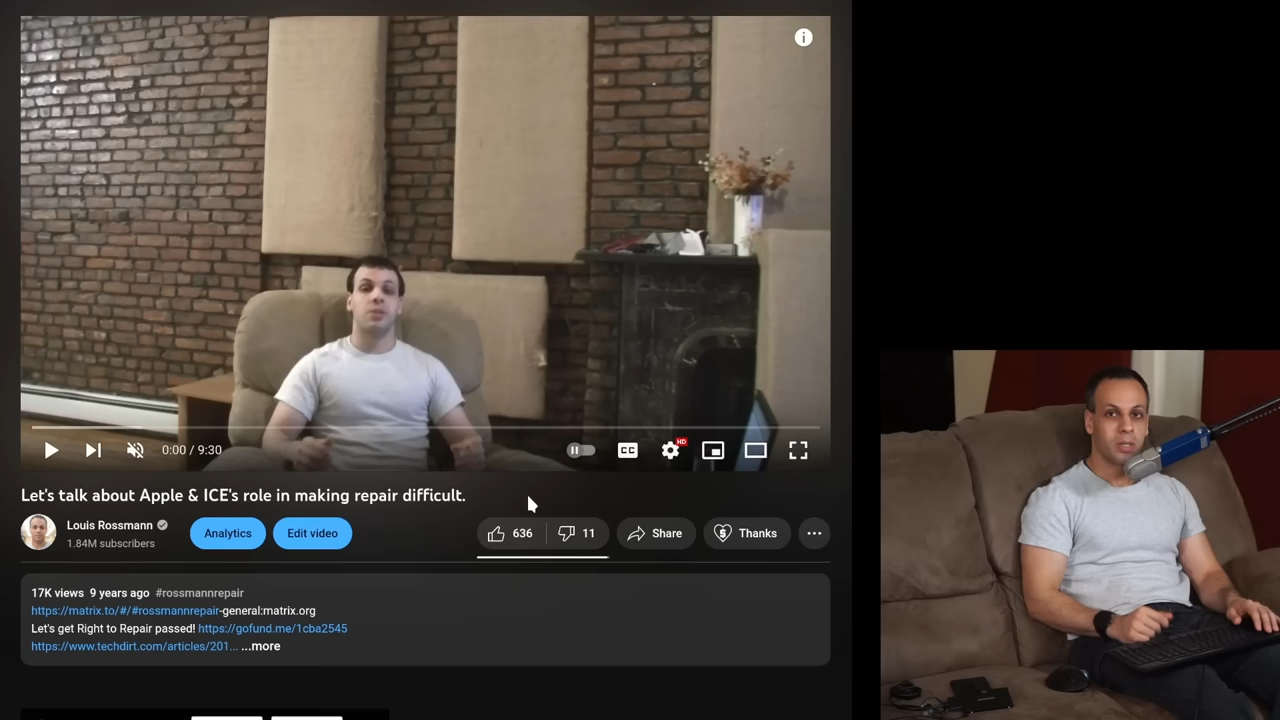 0:00 / 9:30
CC
HD
Let's talk about Apple & ICE's role in making repair difficult.
Louis Rossmann
1.84M subscribers
Analytics
Edit video
636
11
Share
Thanks
17K views 9 years ago #rossmannrepair
https://matrix.to/#/#rossmannrepair-general:matrix.org
Let's get Right to Repair passed! https://gofund.me/1cba2545
https://www.techdirt.com/articles/201... ...more